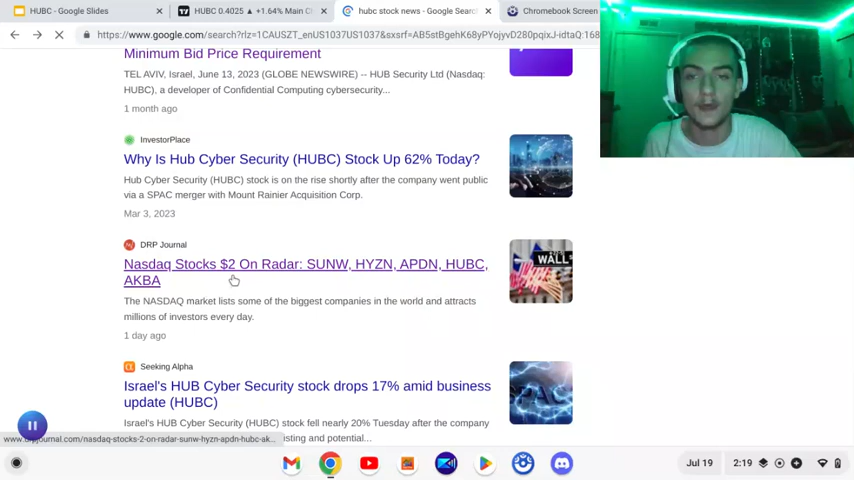 HUBC - Google Slides
HUBC 0.4025 ▲ +1.64% Main Cl
hubc stock news - Google Searc
Chromebook Screen
https://www.google.com/search?rlz=1CAUSZT_enUS1037US1037&sxsrf=AB5stBgehK68yPYojyvD280pqixJ-idtaQ:168
Minimum Bid Price Requirement
TEL AVIV, Israel, June 13, 2023 (GLOBE NEWSWIRE) -- HUB Security Ltd (Nasdaq:
HUBC), a developer of Confidential Computing cybersecurity...
1 month ago
InvestorPlace
Why Is Hub Cyber Security (HUBC) Stock Up 62% Today?
Hub Cyber Security (HUBC) stock is on the rise shortly after the company went public
via a SPAC merger with Mount Rainier Acquisition Corp.
Mar 3, 2023
DRP Journal
Nasdaq Stocks $2 On Radar: SUNW, HYZN, APDN, HUBC,
AKBA
WALL
The NASDAQ market lists some of the biggest companies in the world and attracts
millions of investors every day.
1 day ago
Seeking Alpha
Israel's HUB Cyber Security stock drops 17% amid business
update (HUBC)
SPAC
Israel's HUB Cyber Security (HUBC) stock fell nearly 20% Tuesday after the company
www.drpjournal.com/nasdaq-stocks-2-on-radar-sunw-hyzn-apdn-hubc-ak... isting and potential...
Jul 19 2:19